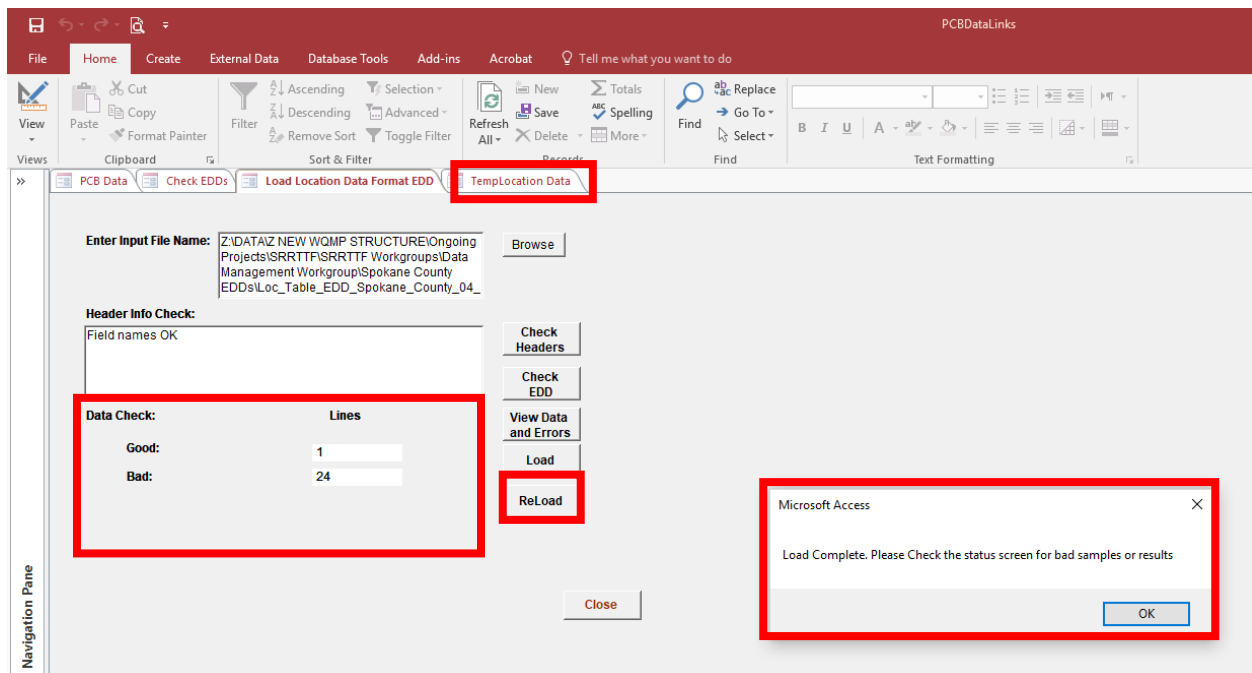 PCBDataLinks
File Home Create External Data Database Tools Add-ins Acrobat Tell me what you want to do
View
Views
Paste
Cut
Copy
Format Painter
Clipboard
Filter
Ascending
Descending
Remove Sort
Selection
Advanced
Toggle Filter
Sort & Filter
Refresh
All
New
Save
Delete
Totals
Spelling
More
Records
Find
Replace
Go To
Select
Find
B I U A
Text Formatting
PCB Data Check EDDs Load Location Data Format EDD TempLocation Data
Enter Input File Name:
Z:\DATA\Z NEW WQMP STRUCTURE\Ongoing
Projects\SRRTTF\SRRTTF Workgroups\Data
Management Workgroup\Spokane County
EDDs\Loc_Table_EDD_Spokane_County_04_
Browse
Header Info Check:
Field names OK
Check
Headers
Check
EDD
View Data
and Errors
Load
ReLoad
Data Check: Lines
Good: 1
Bad: 24
Close
Microsoft Access
Load Complete. Please Check the status screen for bad samples or results
OK
Navigation Pane